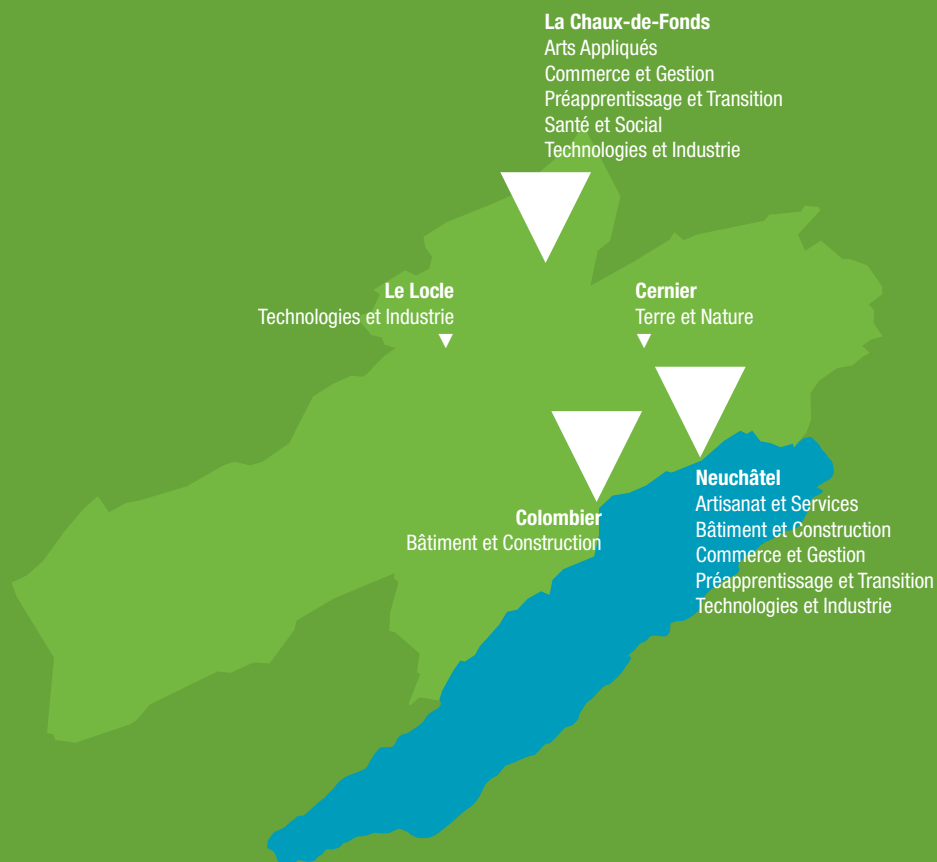 La Chaux-de-Fonds
Arts Appliqués
Commerce et Gestion
Préapprentissage et Transition
Santé et Social
Technologies et Industrie
Le Locle
Technologies et Industrie
Cernier
Terre et Nature
Colombier
Bâtiment et Construction
Neuchâtel
Artisanat et Services
Bâtiment et Construction
Commerce et Gestion
Préapprentissage et Transition
Technologies et Industrie